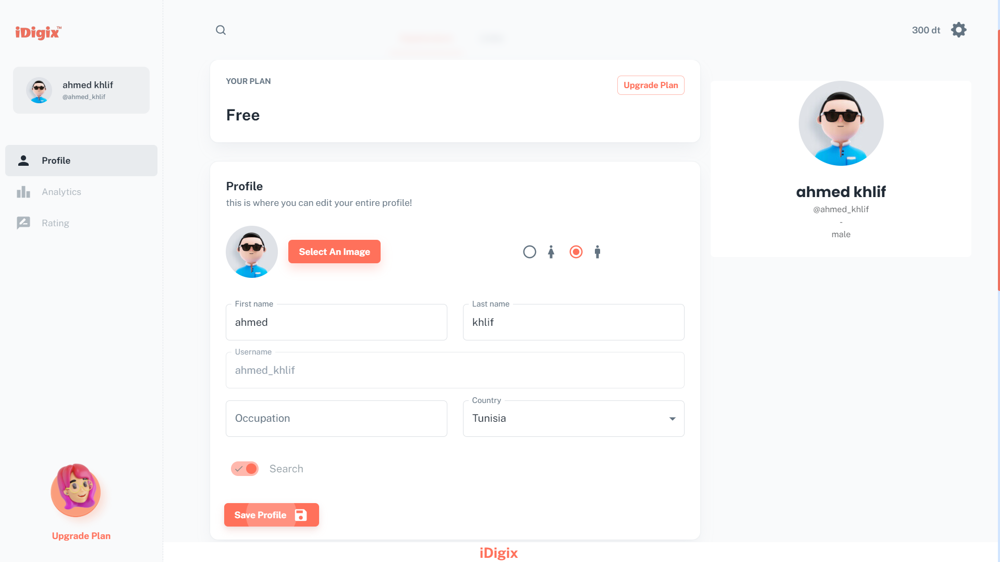 iDigix™
ahmed khlif
@ahmed_khlif
Profile
Analytics
Rating
Upgrade Plan
300 dt
YOUR PLAN
Upgrade Plan
Free
Profile
this is where you can edit your entire profile!
Select An Image
First name
ahmed
Last name
khlif
Username
ahmed_khlif
Occupation
Country
Tunisia
Search
Save Profile
ahmed khlif
@ahmed_khlif
-
male
iDigix